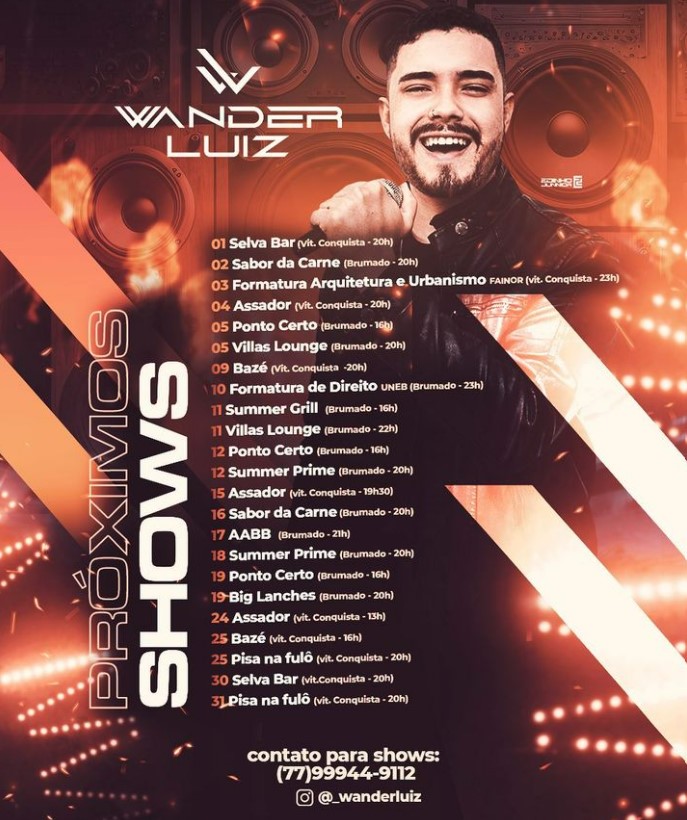 WANDER
LUIZ
EDINHO
JUNIOR
01 Selva Bar (vit. Conquista - 20h)
02 Sabor da Carne (Brumado - 20h)
03 Formatura Arquitetura e Urbanismo FAINOR (vit. Conquista - 23h)
04 Assador (vit. Conquista - 20h)
05 Ponto Certo (Brumado - 16h)
05 Villas Lounge (Brumado - 20h)
09 Bazé (vit. Conquista -20h)
10 Formatura de Direito UNEB (Brumado - 23h)
11 Summer Grill (Brumado - 16h)
11 Villas Lounge (Brumado - 22h)
12 Ponto Certo (Brumado - 16h)
12 Summer Prime (Brumado - 20h)
15 Assador (vit. Conquista - 19h30)
16 Sabor da Carne (Brumado - 20h)
17 AABB (Brumado - 21h)
18 Summer Prime (Brumado - 20h)
19 Ponto Certo (Brumado - 16h)
19 Big Lanches (Brumado - 20h)
24 Assador (vit. Conquista - 13h)
25 Bazé (vit. Conquista - 16h)
25 Pisa na fulô (vit. Conquista - 20h)
30 Selva Bar (vit.Conquista - 20h)
31 Pisa na fulô (vit. Conquista - 20h)
PRÓXIMOS
SHOWS
contato para shows:
(77)99944-9112
@_wanderluiz